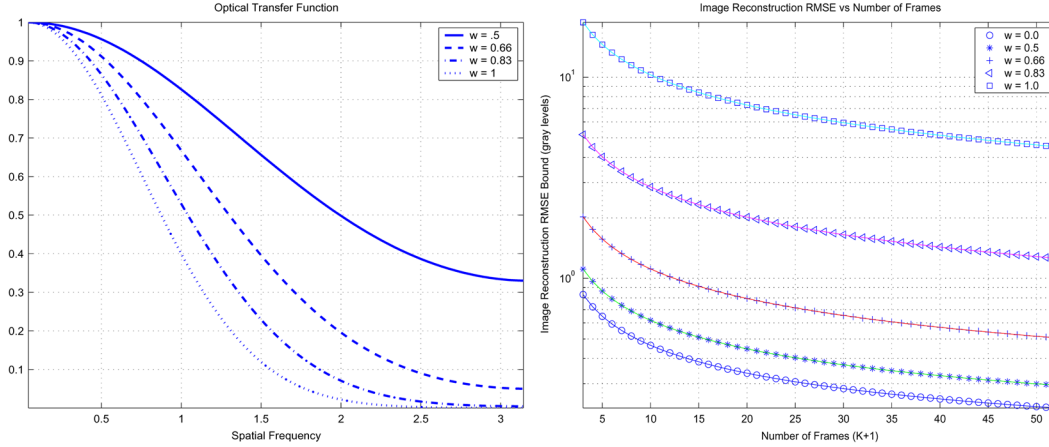 Optical Transfer Function
1
0.9
0.8
0.7
0.6
0.5
0.4
0.3
0.2
0.1
0.5
1
1.5
2
2.5
3
w = .5
w = 0.66
w = 0.83
w = 1
Spatial Frequency
Image Reconstruction RMSE vs Number of Frames
Image Reconstruction RMSE Bound (gray levels)
10^1
10^0
w = 0.0
w = 0.5
w = 0.66
w = 0.83
w = 1.0
5
10
15
20
25
30
35
40
45
50
Number of Frames (K+1)